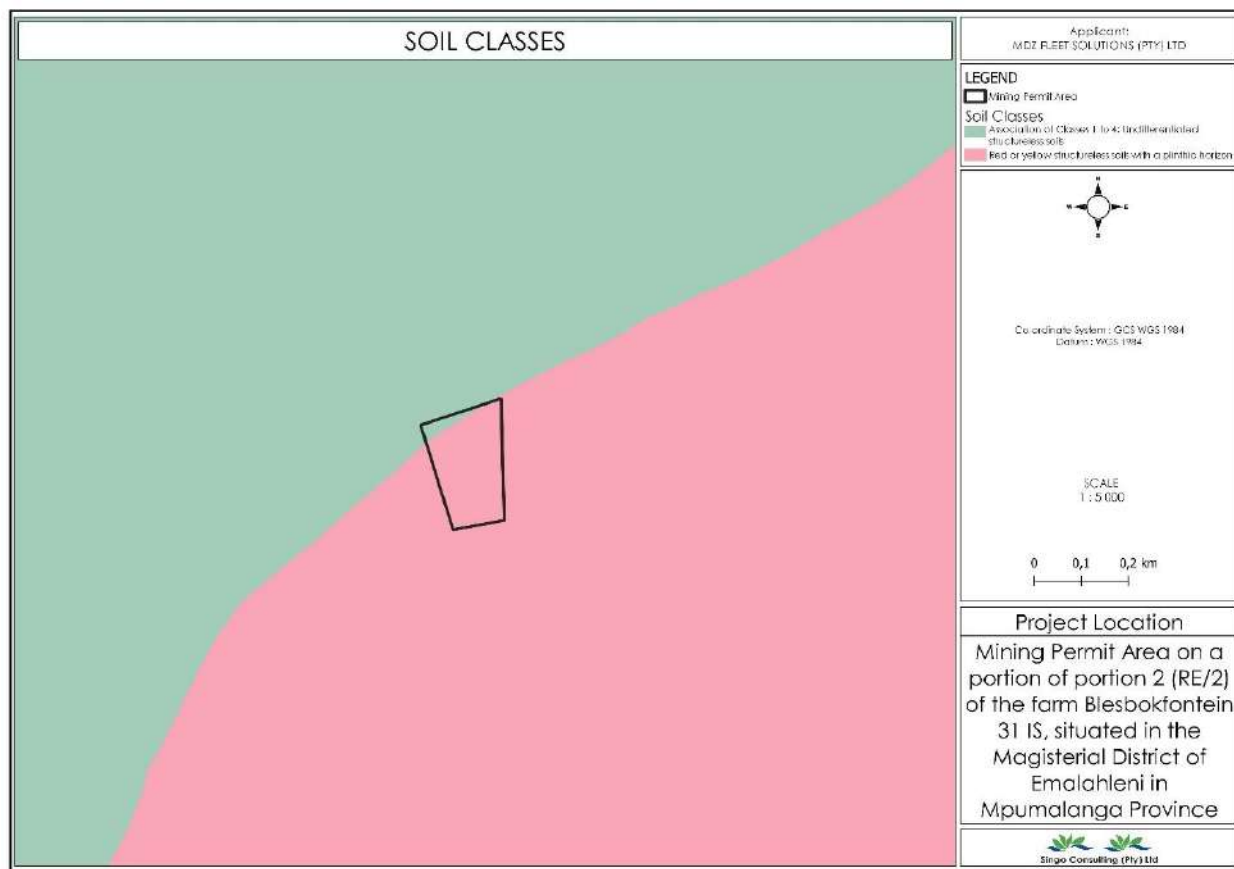 SOIL CLASSES
Applicant:
MDZ FLEET SOLUTIONS (PTY) LTD
LEGEND
Mining Permit Area
Soil Classes
Association of Classes 1 to 4: Undifferentiated
structureless soils
Red or yellow structureless soils with a plinthic horizon
N
W
E
S
Co-ordinate System : GCS WGS 1984
Datum : WGS 1984
SCALE
1 : 5 000
0 0,1 0,2 km
Project Location
Mining Permit Area on a
portion of portion 2 (RE/2)
of the farm Blesbokfontein
31 IS, situated in the
Magisterial District of
Emalahleni in
Mpumalanga Province
Singo Consulting (Pty) Ltd